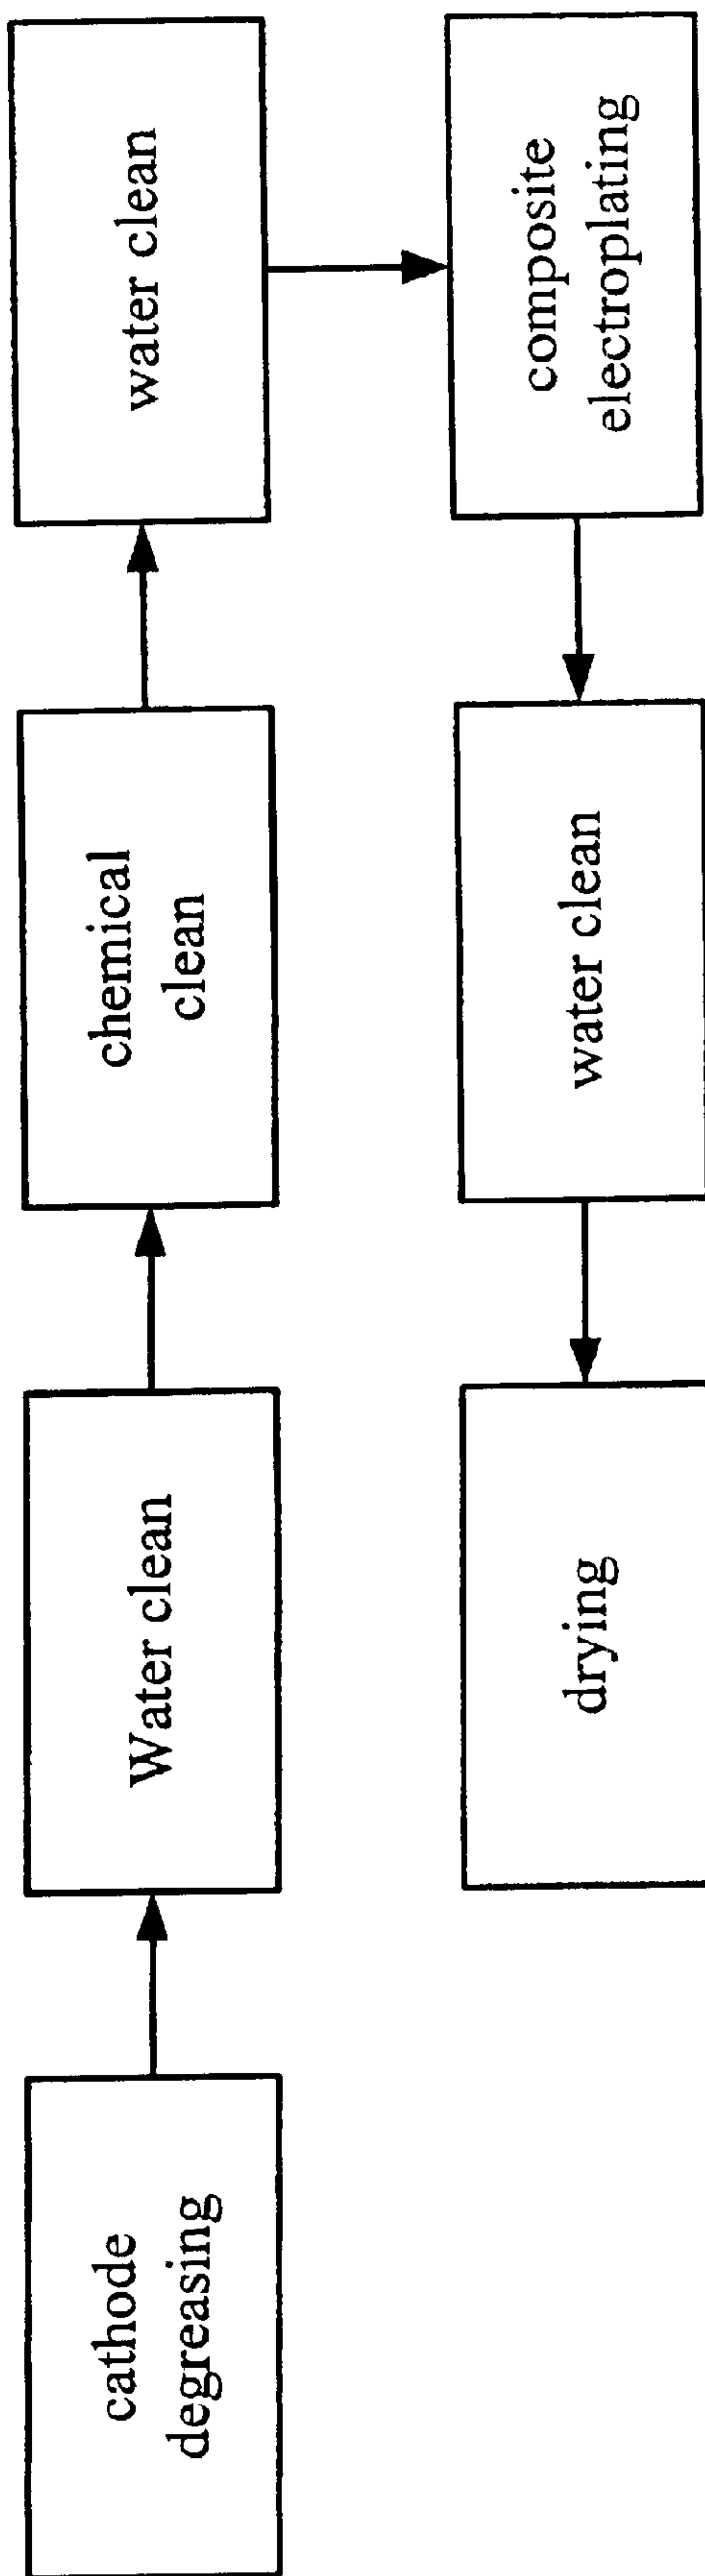 cathode
degreasing
Water clean
chemical
clean
water clean
composite
electroplating
water clean
drying